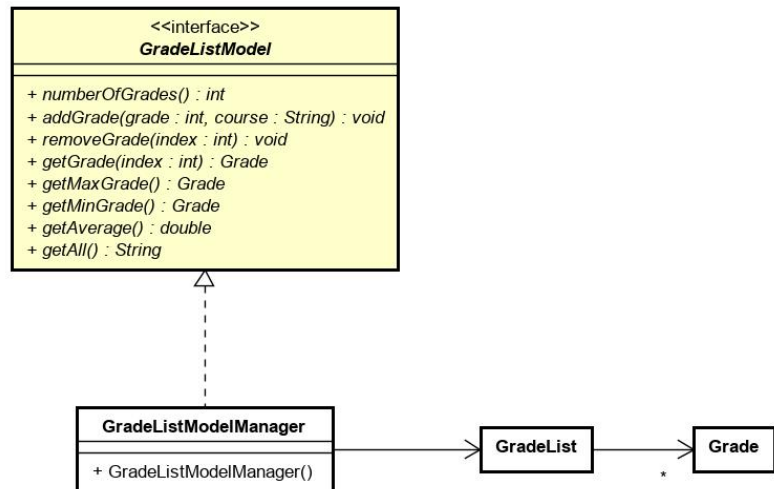 <<interface>>
GradeListModel
+ numberOfGrades() : int
+ addGrade(grade : int, course : String) : void
+ removeGrade(index : int) : void
+ getGrade(index : int) : Grade
+ getMaxGrade() : Grade
+ getMinGrade() : Grade
+ getAverage() : double
+ getAll() : String
GradeListModelManager
+ GradeListModelManager()
GradeList
Grade
*